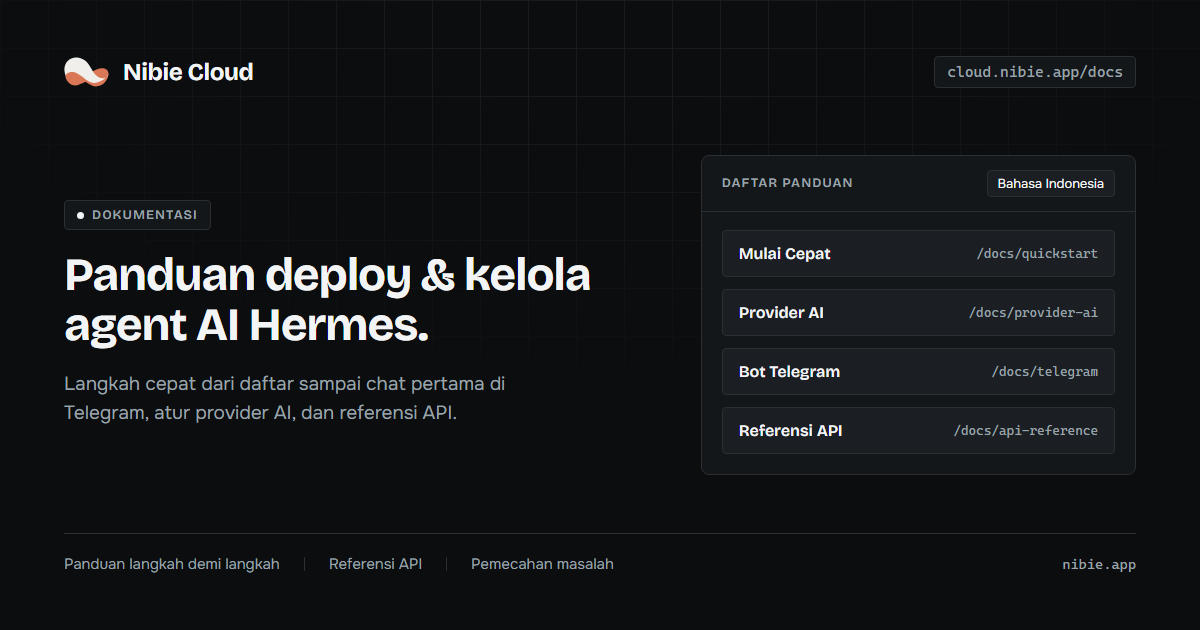 Nibie Cloud
cloud.nibie.app/docs
DOKUMENTASI
Panduan deploy & kelola
agent AI Hermes.
Langkah cepat dari daftar sampai chat pertama di
Telegram, atur provider AI, dan referensi API.
DAFTAR PANDUAN
Bahasa Indonesia
Mulai Cepat
/docs/quickstart
Provider AI
/docs/provider-ai
Bot Telegram
/docs/telegram
Referensi API
/docs/api-reference
Panduan langkah demi langkah
Referensi API
Pemecahan masalah
nibie.app